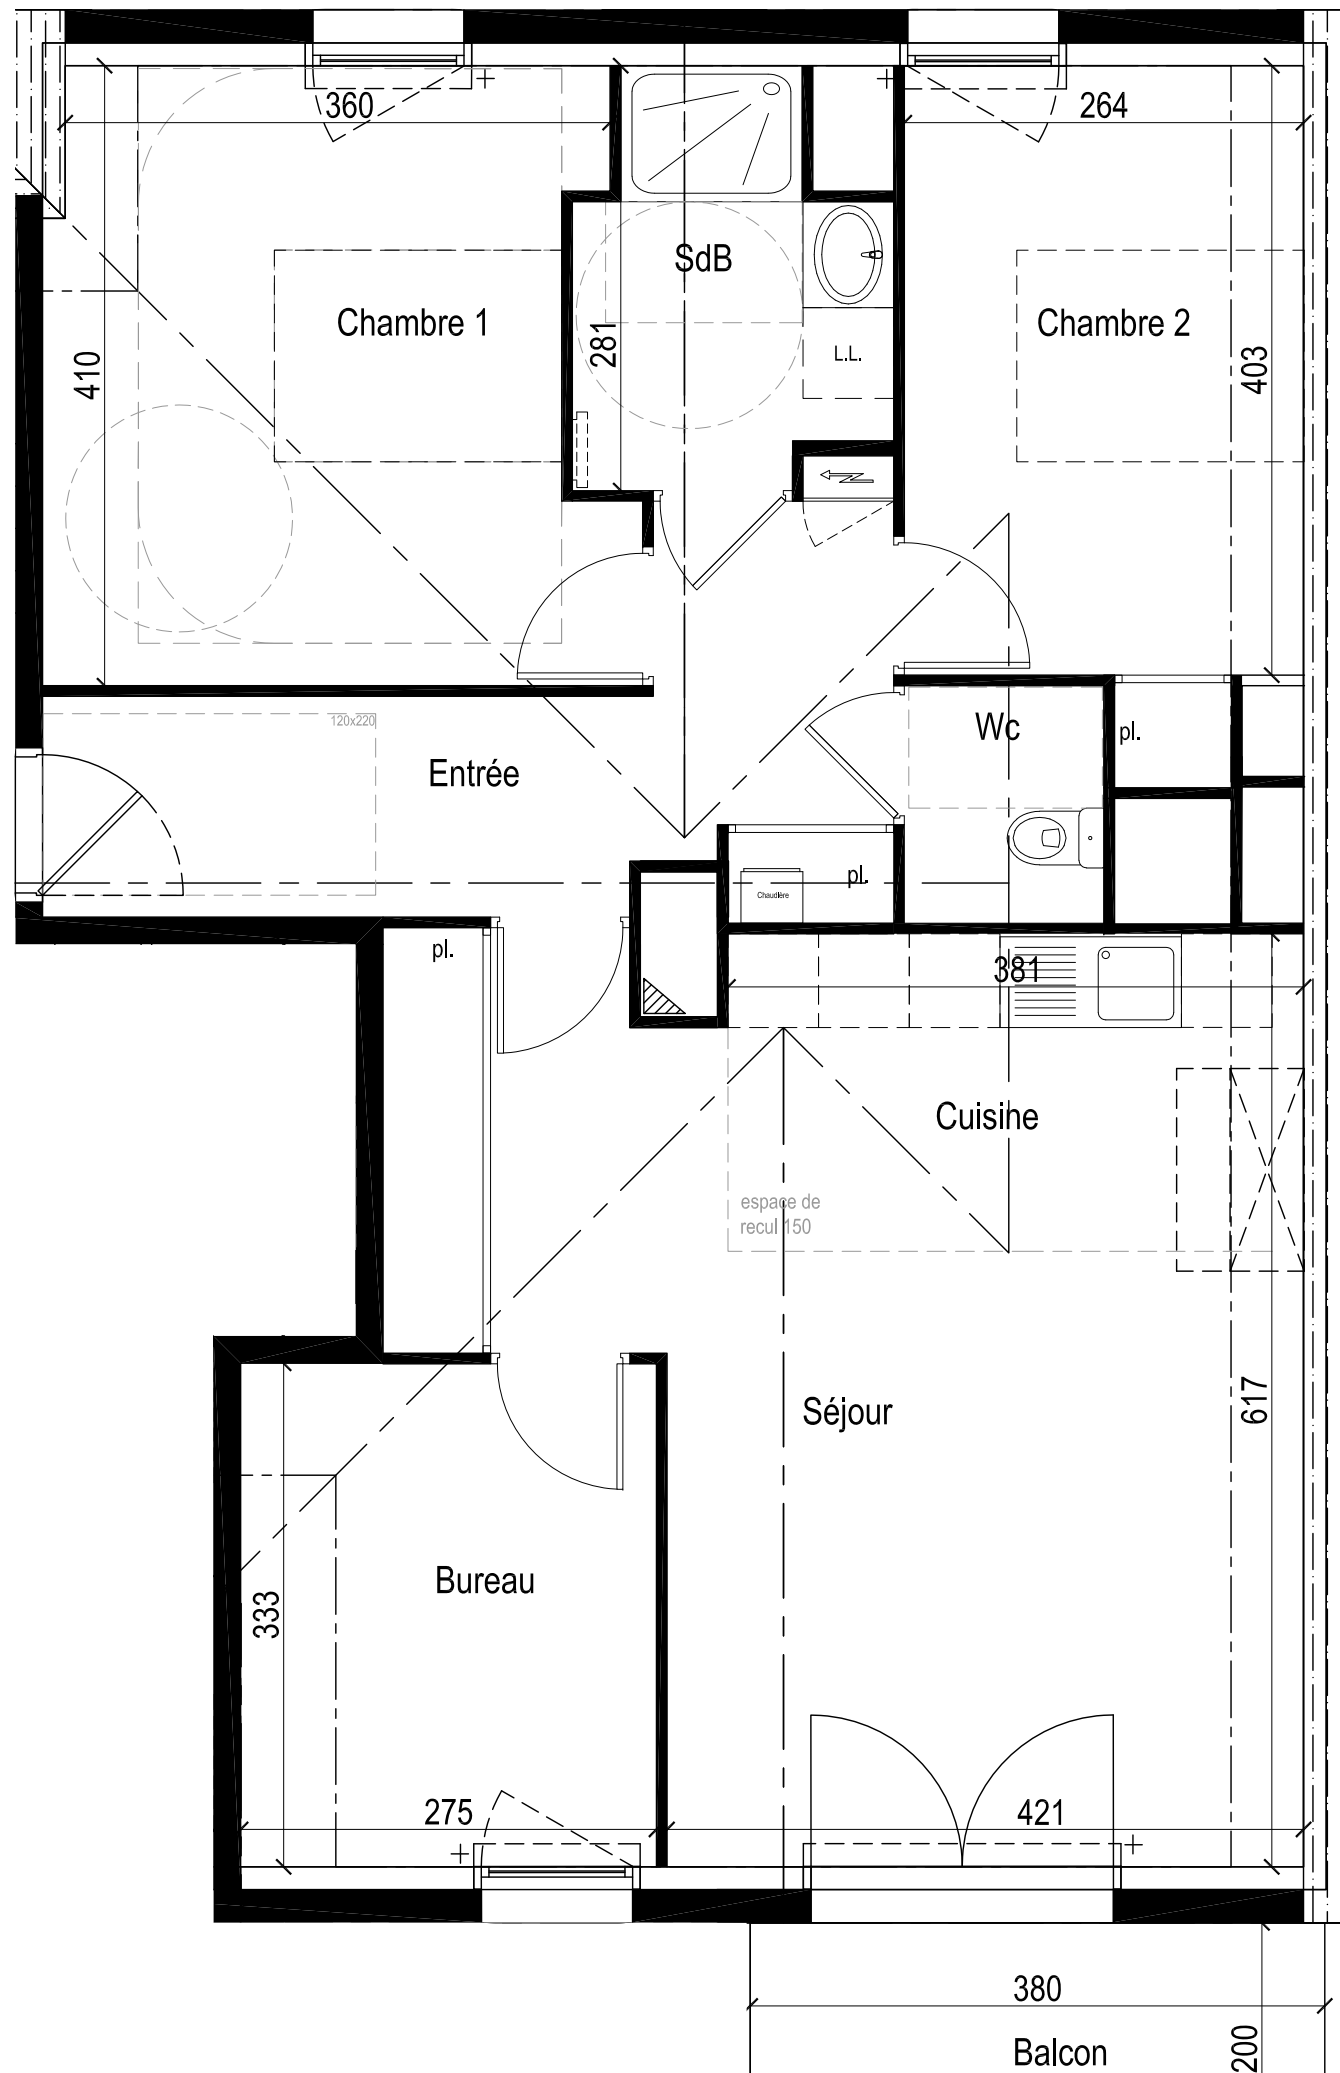 360
264
SdB
Chambre 1
Chambre 2
281
L.L.
410
403
120x220
Wc
pl.
Entrée
pl.
Chaudière
pl.
381
Cuisine
espace de
recul 150
617
Séjour
Bureau
333
275
421
380
Balcon
200